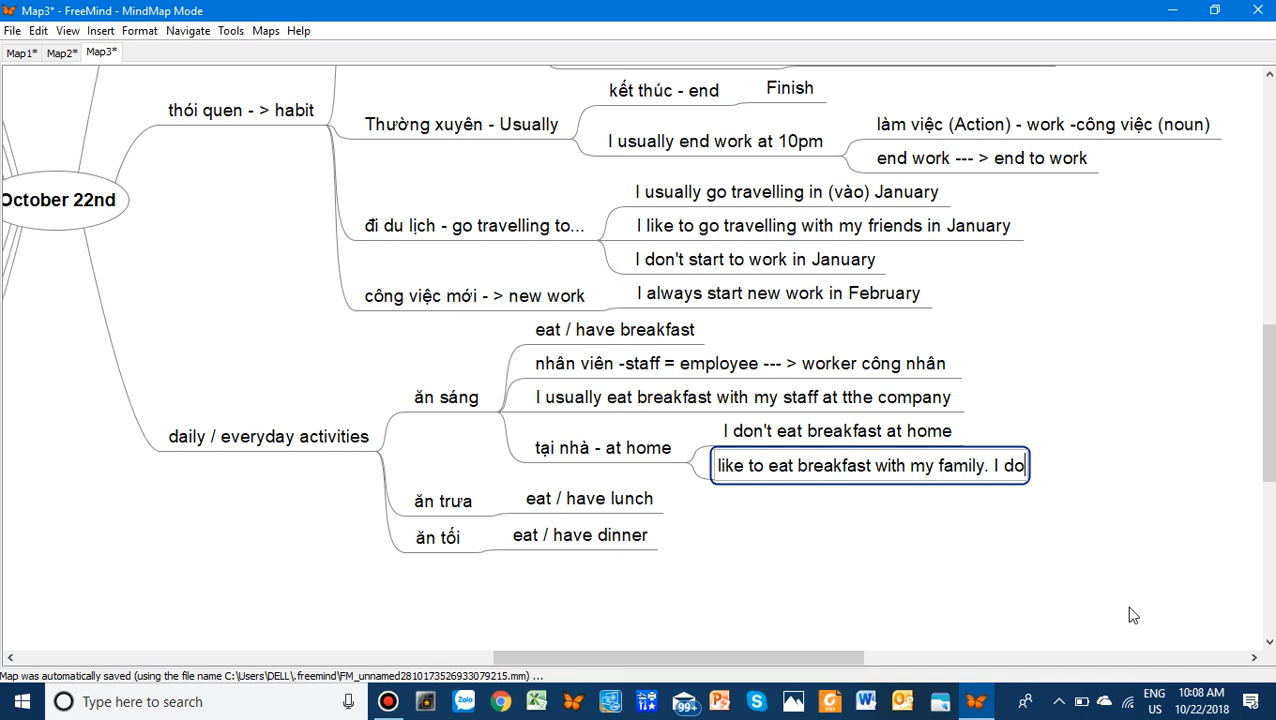 Map3* - FreeMind - MindMap Mode
File Edit View Insert Format Navigate Tools Maps Help
Map1* Map2* Map3*
October 22nd
thói quen - > habit
Thường xuyên - Usually
kết thúc - end
Finish
I usually end work at 10pm
làm việc (Action) - work -công việc (noun)
end work --- > end to work
đi du lịch - go travelling to...
I usually go travelling in (vào) January
I like to go travelling with my friends in January
I don't start to work in January
công việc mới - > new work
I always start new work in February
daily / everyday activities
ăn sáng
eat / have breakfast
nhân viên -staff = employee --- > worker công nhân
I usually eat breakfast with my staff at tthe company
tại nhà - at home
I don't eat breakfast at home
like to eat breakfast with my family. I do
ăn trưa
eat / have lunch
ăn tối
eat / have dinner
Map was automatically saved (using the file name C:\Users\DELL\.freemind\FM_unnamed2810173526933079215.mm) ...
Type here to search
Zalo
99+
ENG
US
10:08 AM
10/22/2018